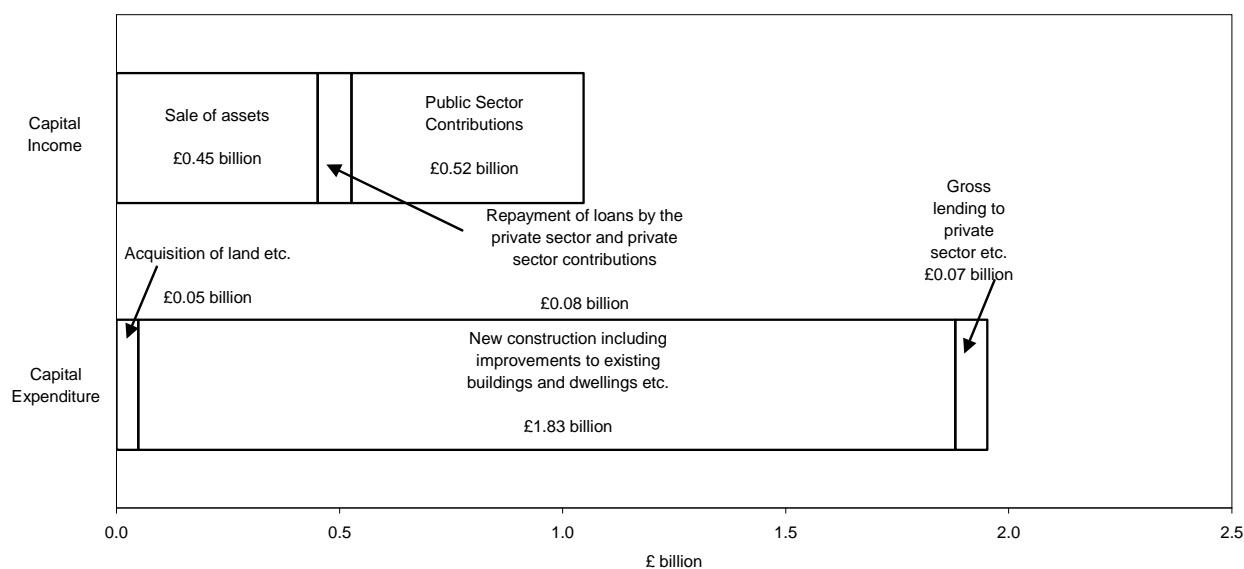 Capital
Income
Sale of assets
£0.45 billion
Public Sector
Contributions
£0.52 billion
Repayment of loans by the
private sector and private
sector contributions
£0.08 billion
Gross
lending to
private
sector etc.
£0.07 billion
Acquisition of land etc.
£0.05 billion
Capital
Expenditure
New construction including
improvements to existing
buildings and dwellings etc.
£1.83 billion
0.0 0.5 1.0 1.5 2.0 2.5
£ billion